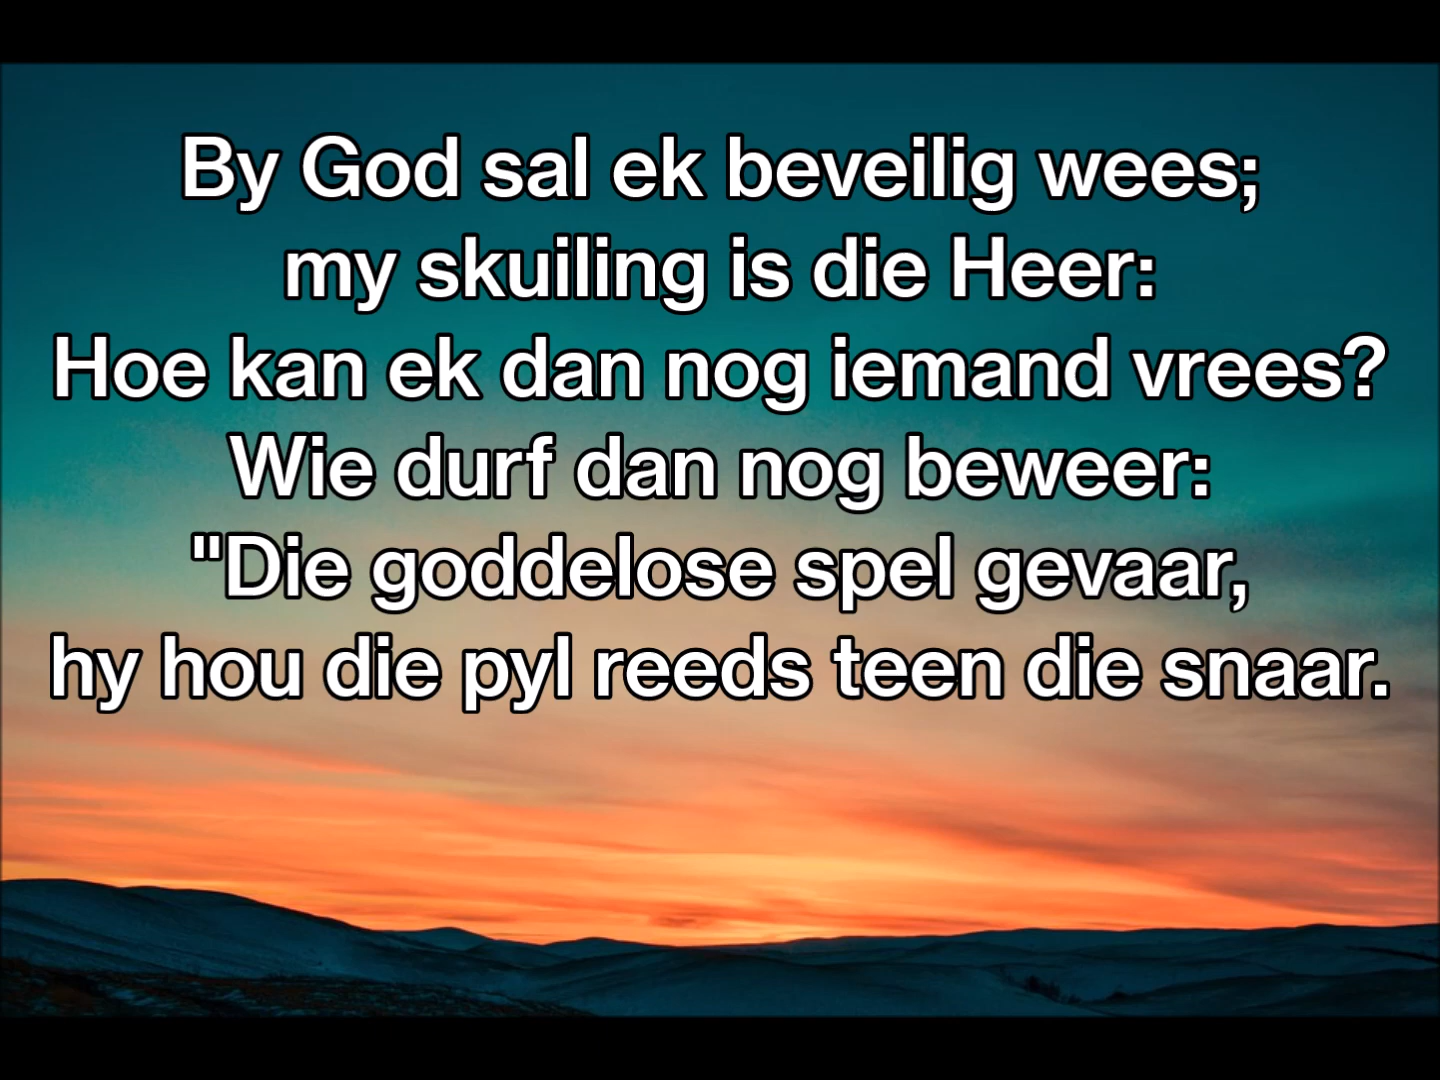 By God sal ek beveilig wees;
my skuiling is die Heer:
Hoe kan ek dan nog iemand vrees?
Wie durf dan nog beweer:
"Die goddelose spel gevaar,
hy hou die pyl reeds teen die snaar.